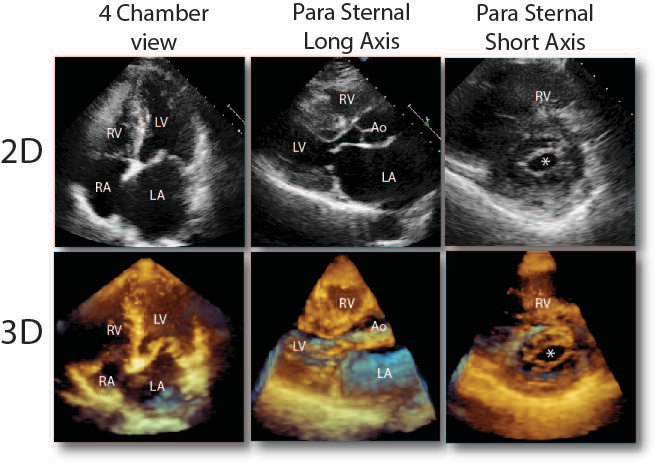 4 Chamber
view
Para Sternal
Long Axis
Para Sternal
Short Axis
2D
RV
LV
RA
LA
RV
Ao
LV
LA
RV
*
3D
RV
LV
RA
LA
RV
Ao
LV
LA
RV
*